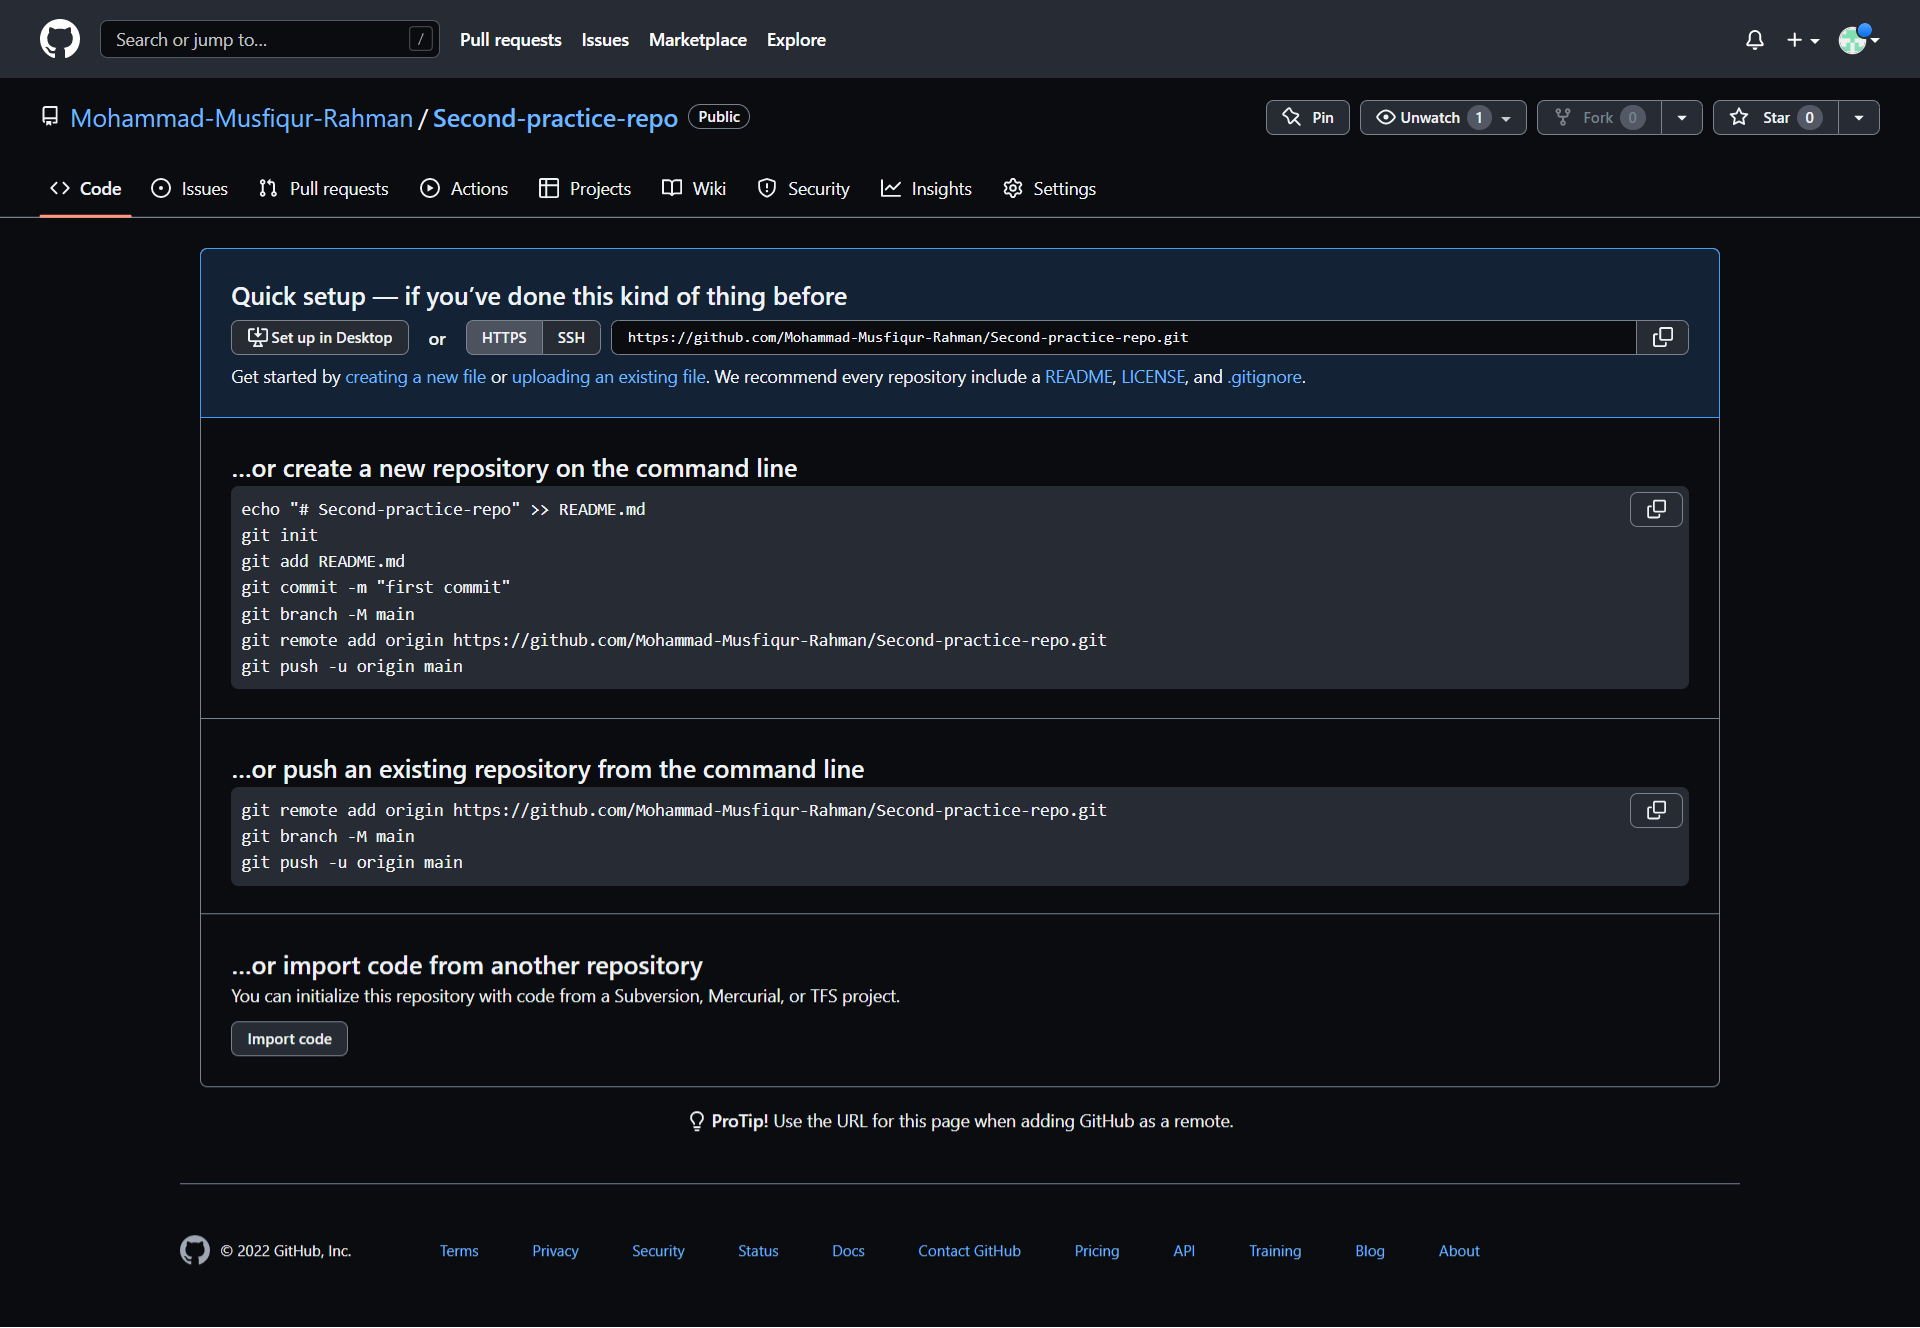 Search or jump to... /
Pull requests Issues Marketplace Explore
Mohammad-Musfiqur-Rahman / Second-practice-repo Public
Pin Unwatch 1 Fork 0 Star 0
Code Issues Pull requests Actions Projects Wiki Security Insights Settings
Quick setup — if you’ve done this kind of thing before
Set up in Desktop or HTTPS SSH https://github.com/Mohammad-Musfiqur-Rahman/Second-practice-repo.git
Get started by creating a new file or uploading an existing file. We recommend every repository include a README, LICENSE, and .gitignore.
…or create a new repository on the command line
echo "# Second-practice-repo" >> README.md
git init
git add README.md
git commit -m "first commit"
git branch -M main
git remote add origin https://github.com/Mohammad-Musfiqur-Rahman/Second-practice-repo.git
git push -u origin main
…or push an existing repository from the command line
git remote add origin https://github.com/Mohammad-Musfiqur-Rahman/Second-practice-repo.git
git branch -M main
git push -u origin main
…or import code from another repository
You can initialize this repository with code from a Subversion, Mercurial, or TFS project.
Import code
ProTip! Use the URL for this page when adding GitHub as a remote.
© 2022 GitHub, Inc. Terms Privacy Security Status Docs Contact GitHub Pricing API Training Blog About